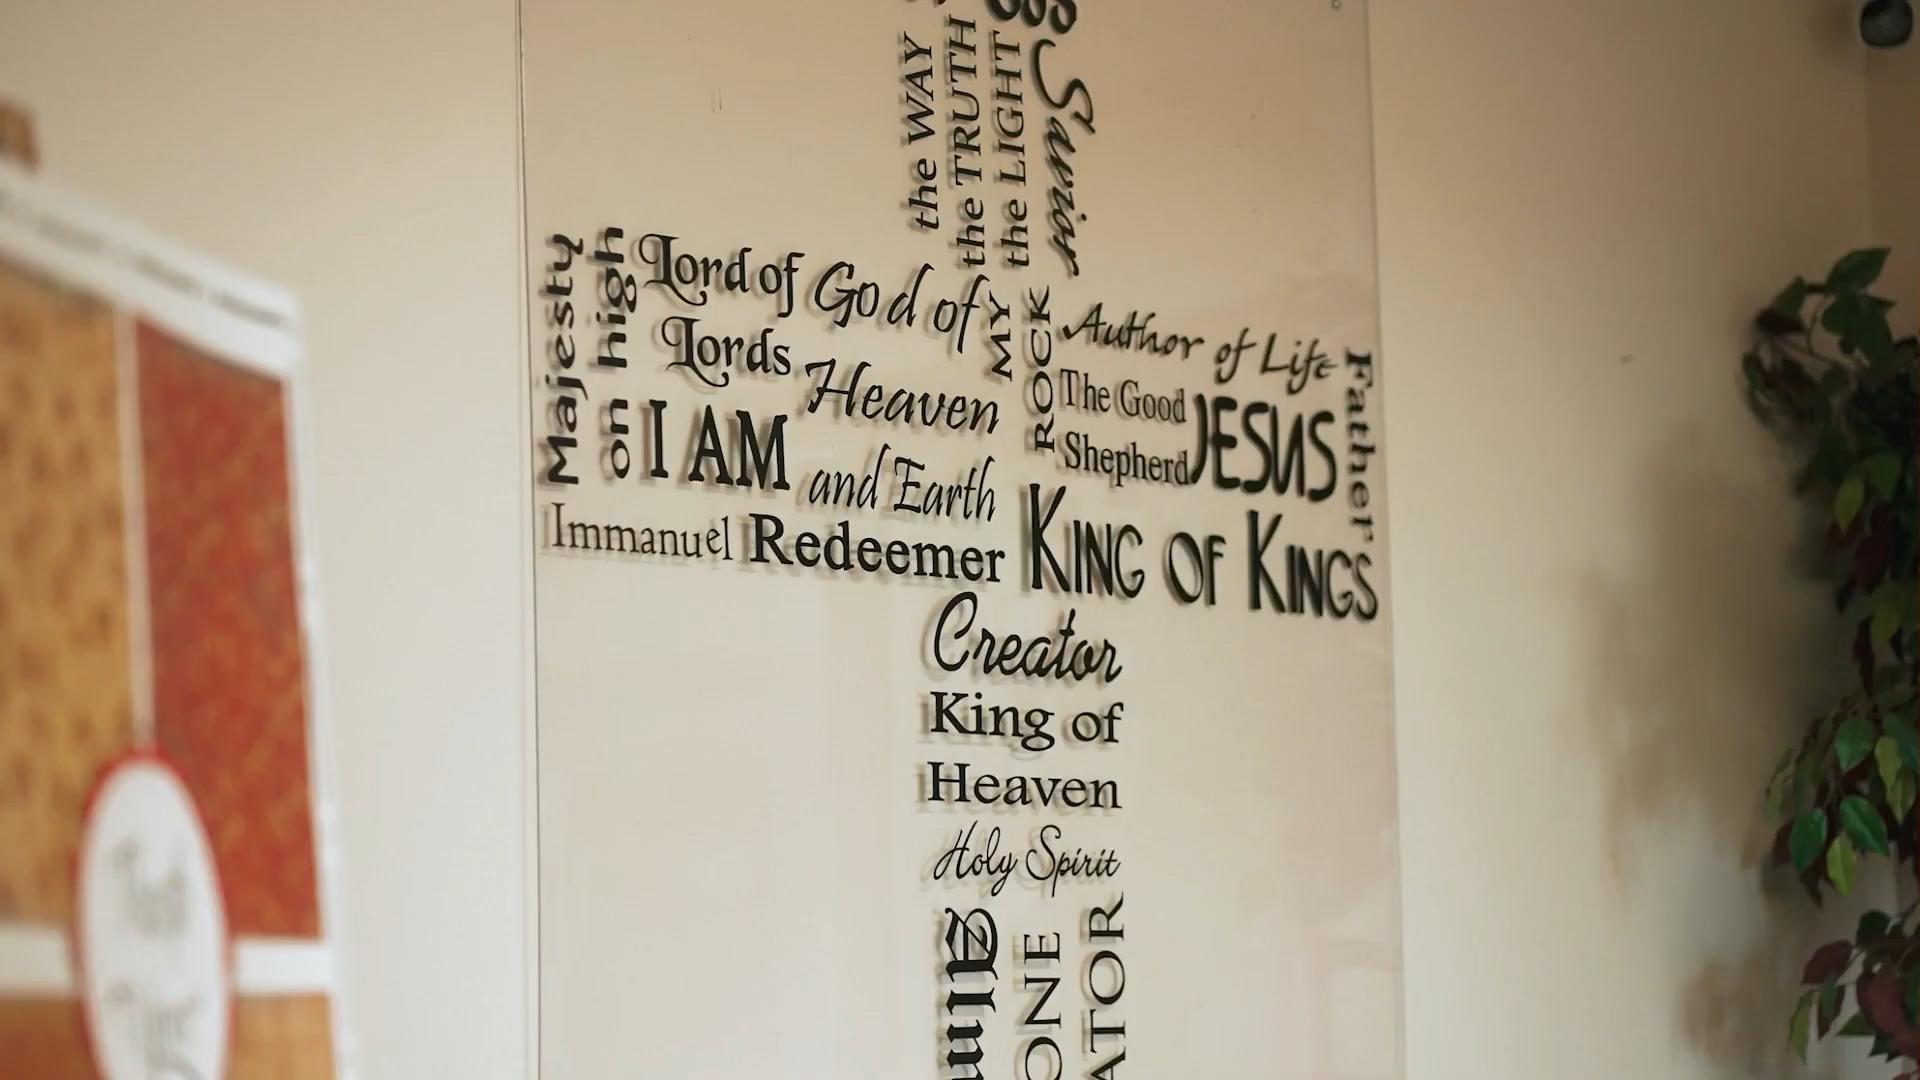 the WAY
the TRUTH
the LIGHT
Savior
Majesty
on high
Lord of
Lords
God of
Heaven
and Earth
I AM
Immanuel
Redeemer
MY
ROCK
Author of Life
The Good
Shepherd
JESUS
Father
KING OF KINGS
Creator
King of
Heaven
Holy Spirit
ONE